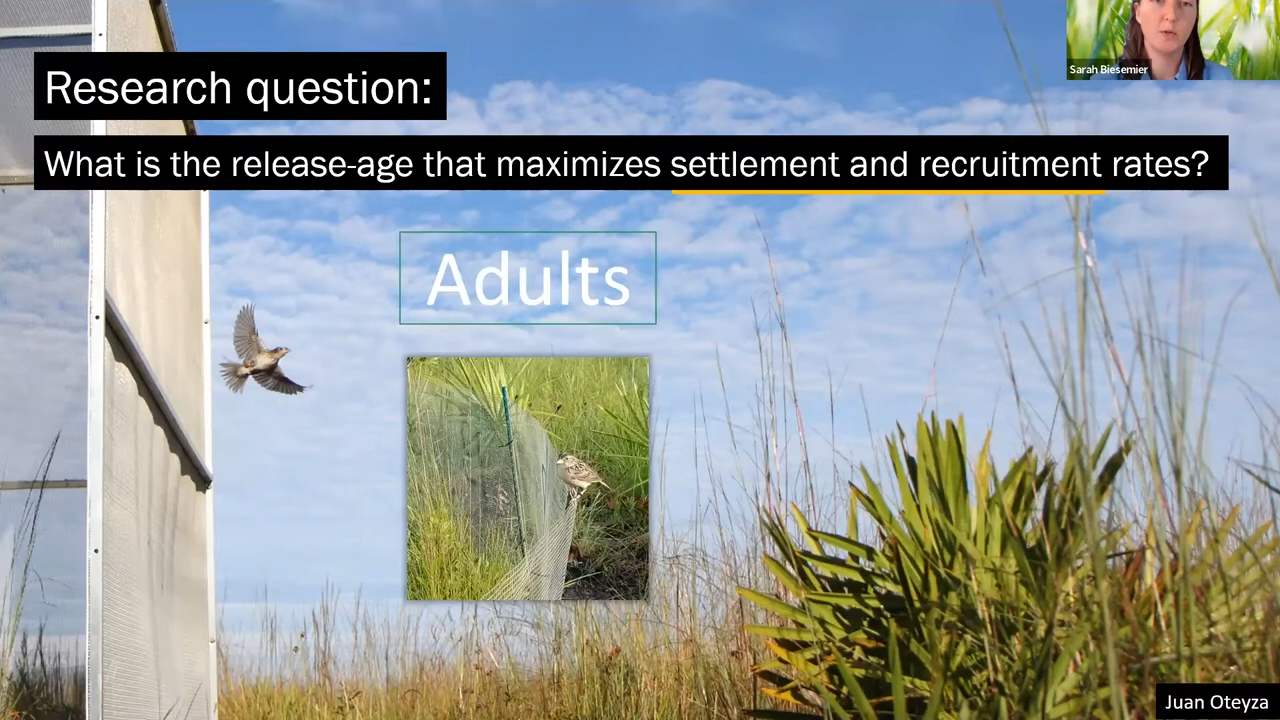 Sarah Biesemier
Research question:
What is the release-age that maximizes settlement and recruitment rates?
Adults
Juan Oteyza